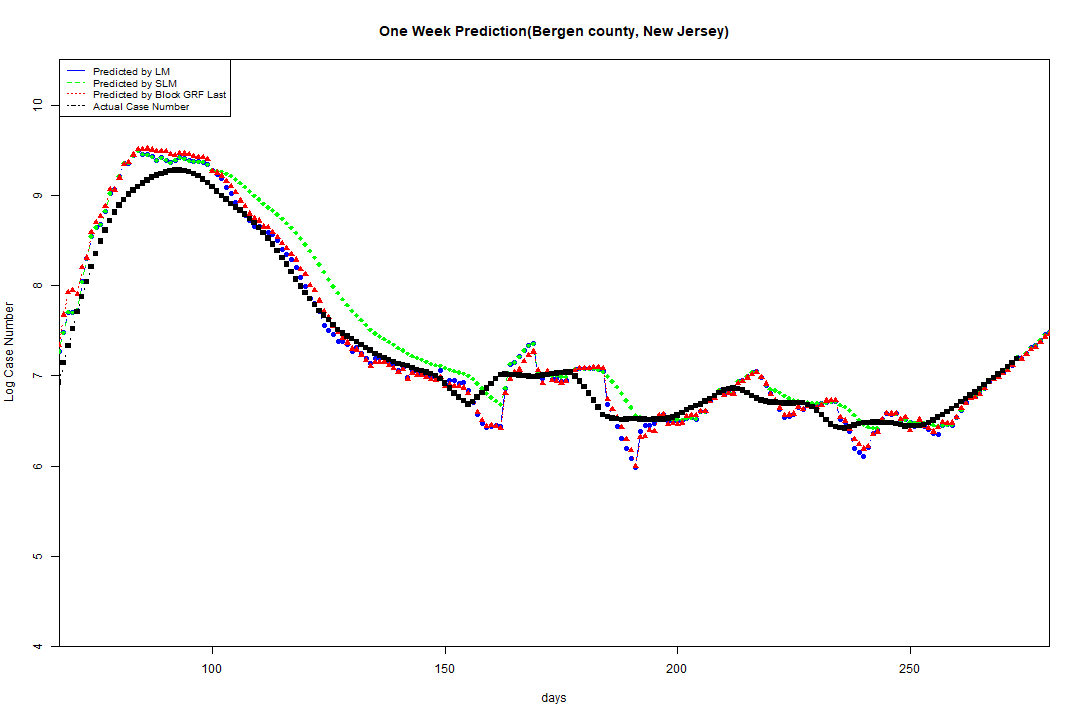 One Week Prediction(Bergen county, New Jersey)
Predicted by LM
Predicted by SLM
Predicted by Block GRF Last
Actual Case Number
10
9
8
7
6
5
4
Log Case Number
100
150
200
250
days